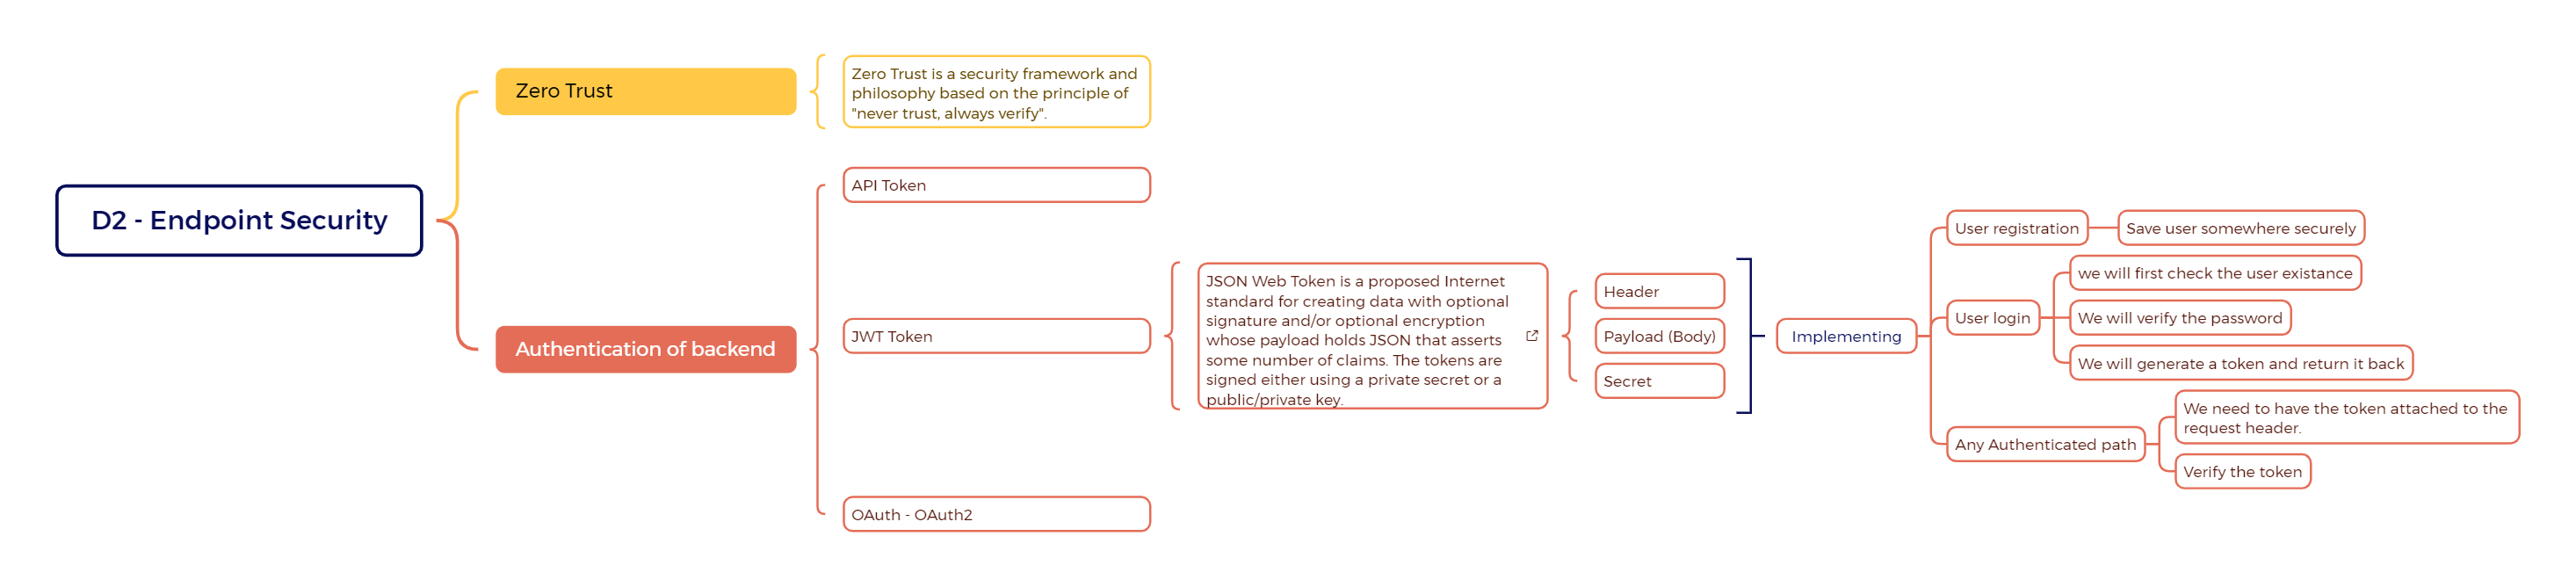 D2 - Endpoint Security
Zero Trust
Zero Trust is a security framework and
philosophy based on the principle of
"never trust, always verify".
Authentication of backend
API Token
JWT Token
JSON Web Token is a proposed Internet
standard for creating data with optional
signature and/or optional encryption
whose payload holds JSON that asserts
some number of claims. The tokens are
signed either using a private secret or a
public/private key.
Header
Payload (Body)
Secret
Implementing
User registration
Save user somewhere securely
User login
we will first check the user existance
We will verify the password
We will generate a token and return it back
Any Authenticated path
We need to have the token attached to the
request header.
Verify the token
OAuth - OAuth2